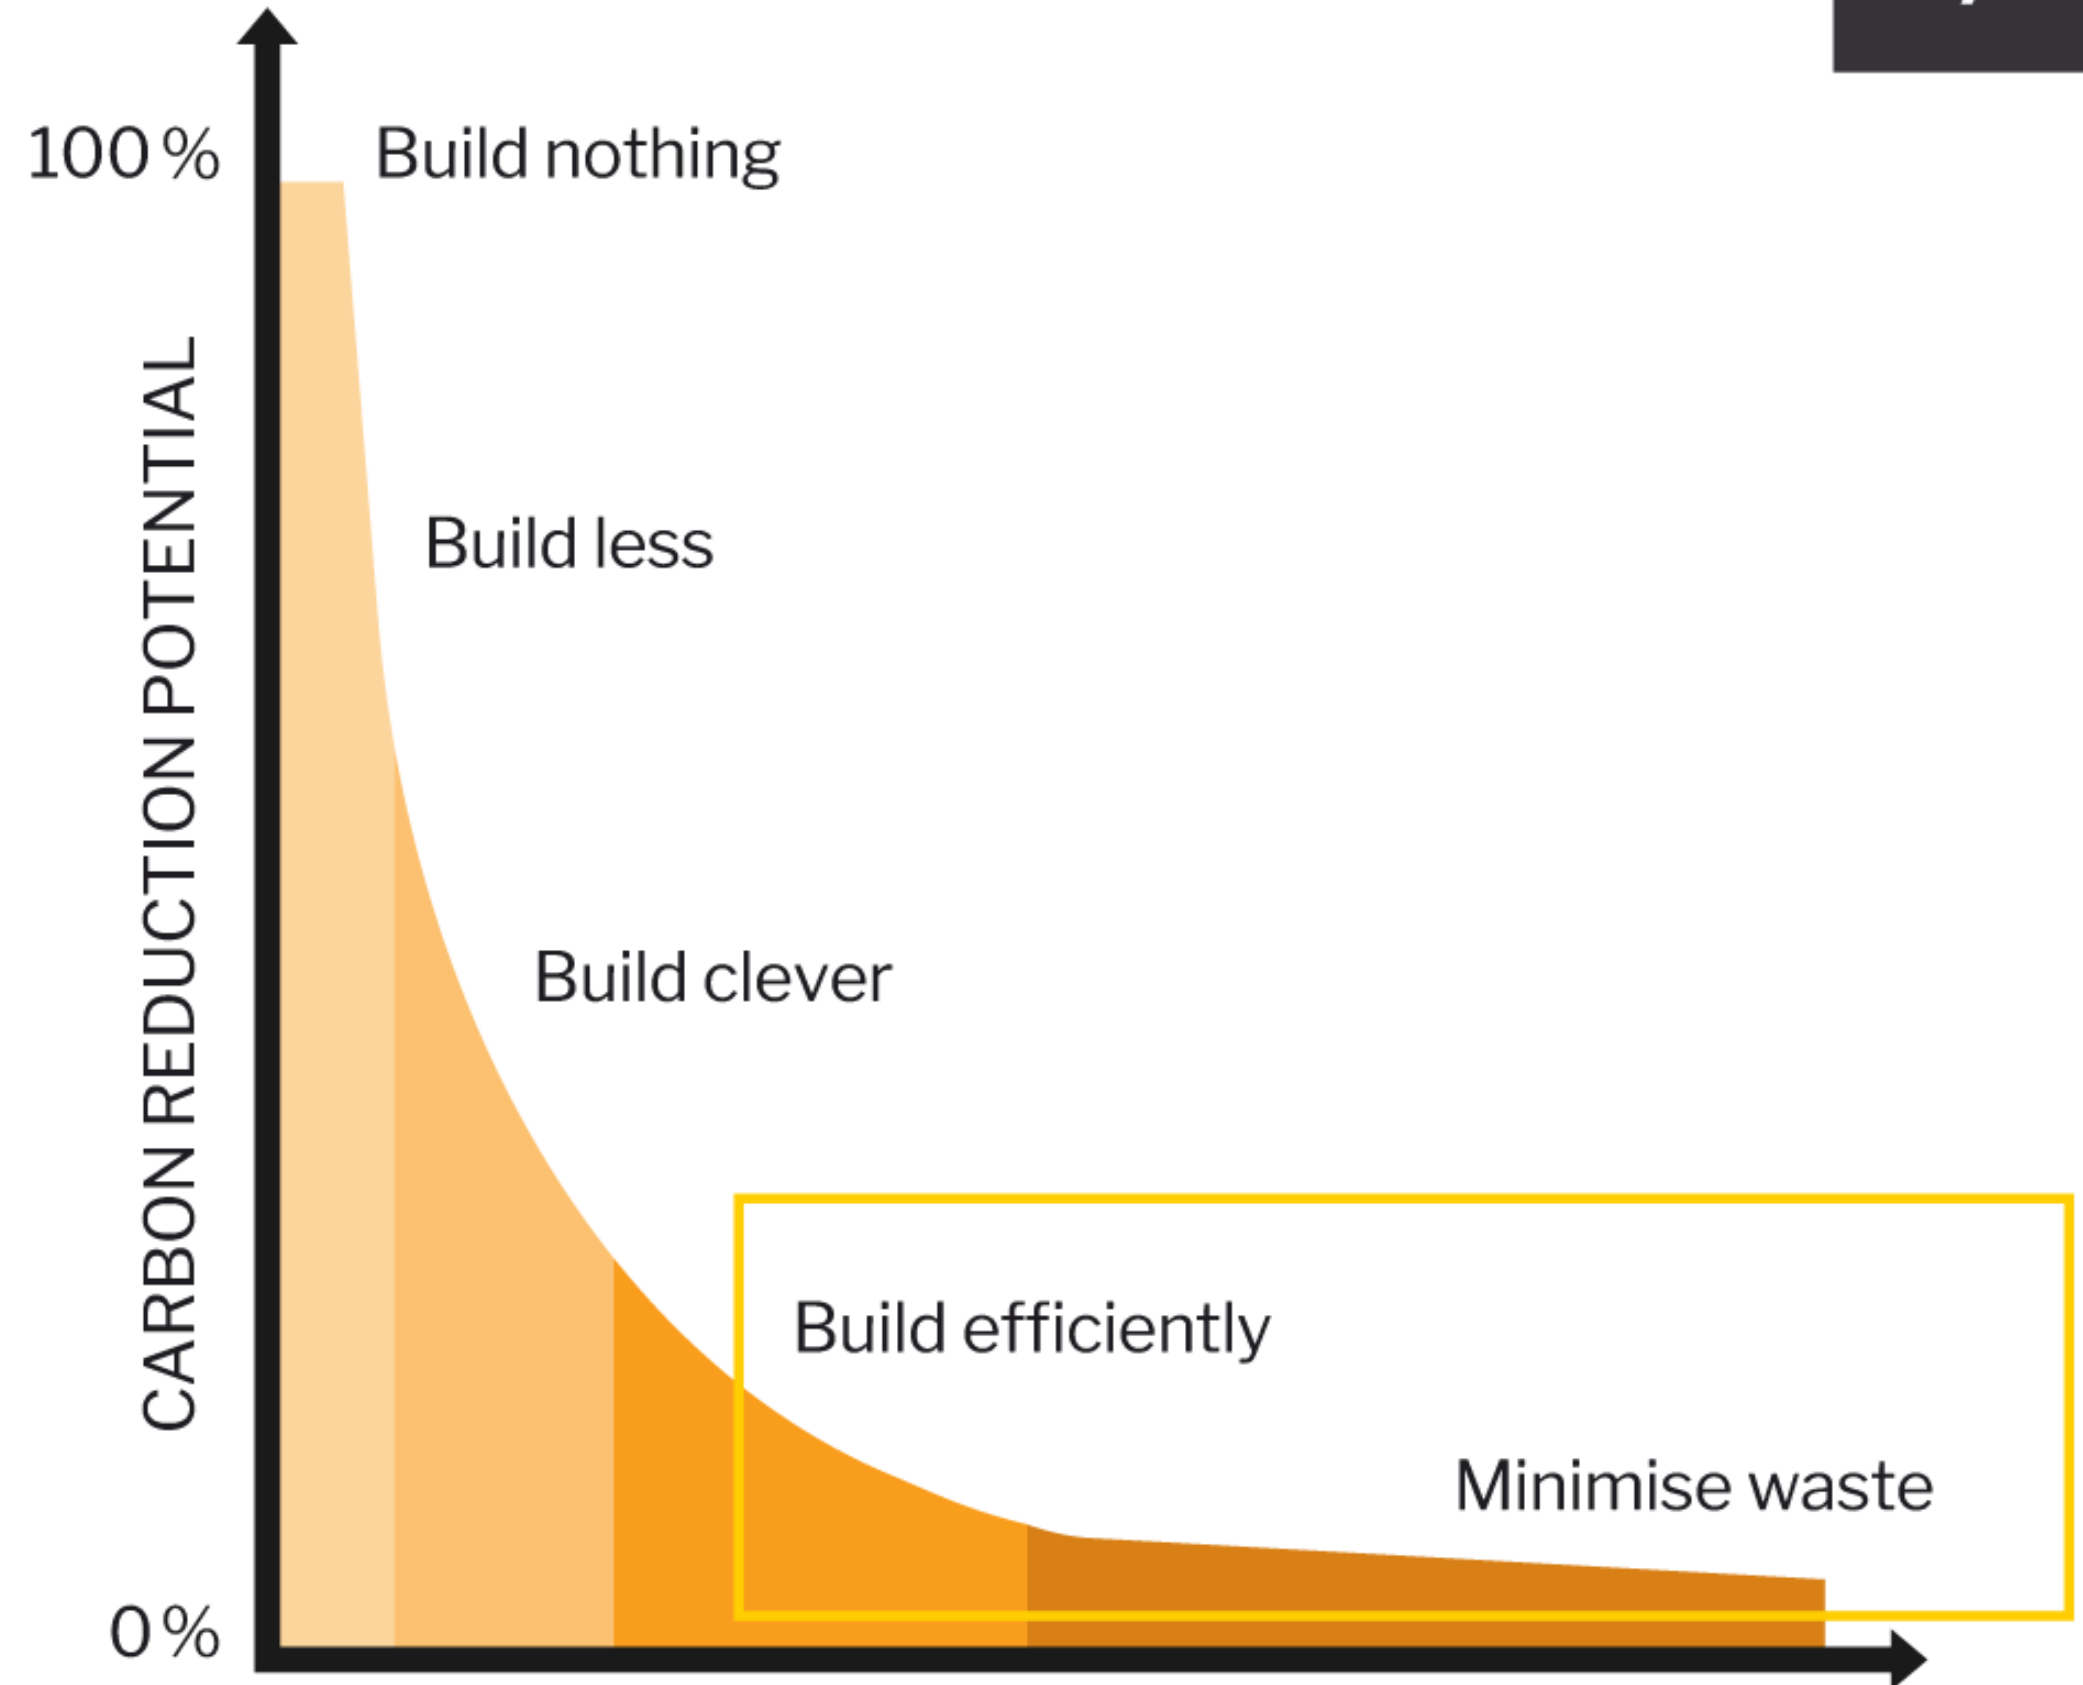 100 %
Build nothing
Build less
CARBON REDUCTION POTENTIAL
Build clever
Build efficiently
Minimise waste
0 %